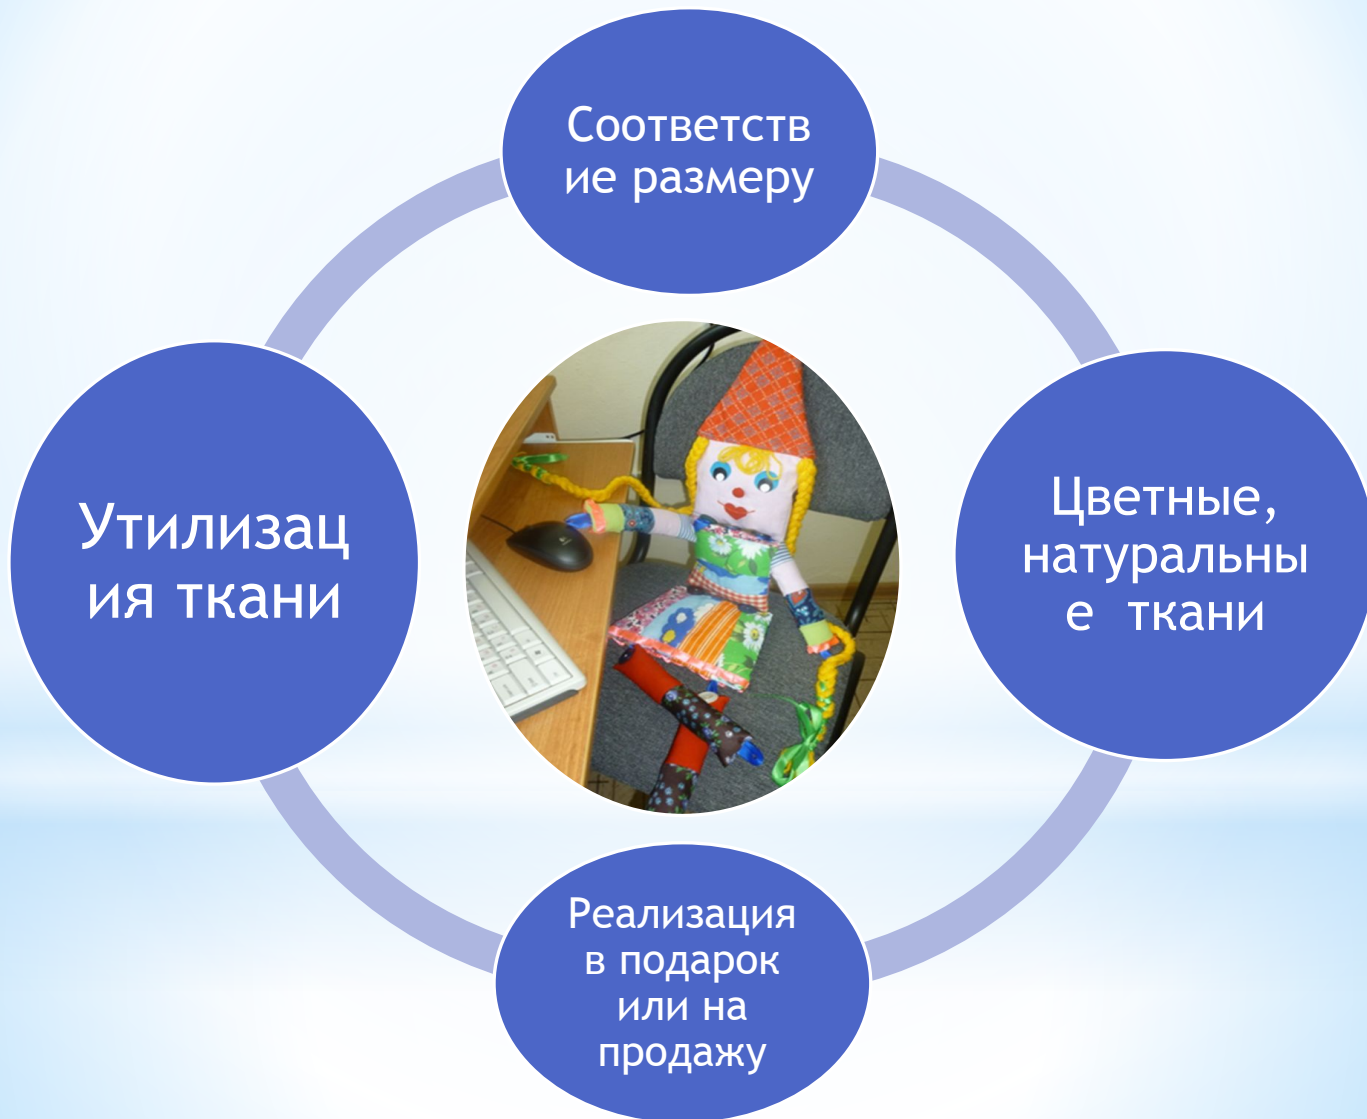 Соответств
ие размеру
Утилизац
ия ткани
Цветные,
натуральны
е ткани
Реализация
в подарок
или на
продажу